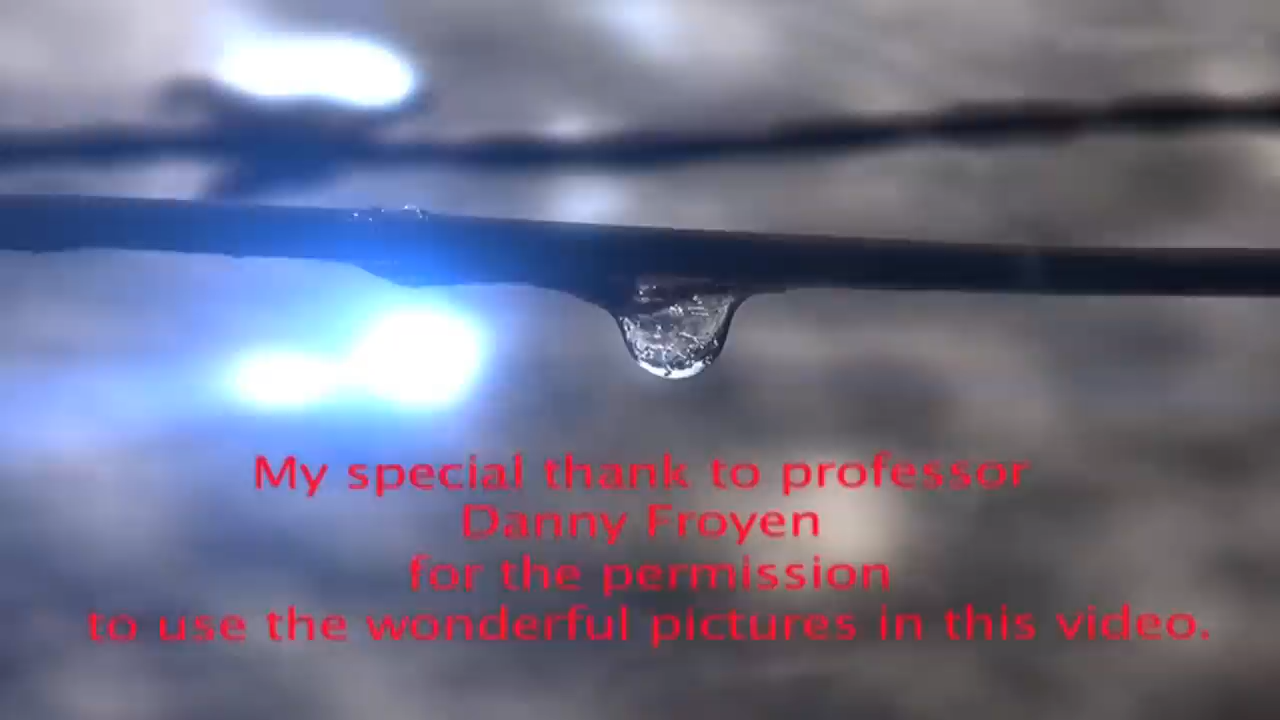 My special thank to professor
Danny Froyen
for the permission
to use the wonderful pictures in this video.